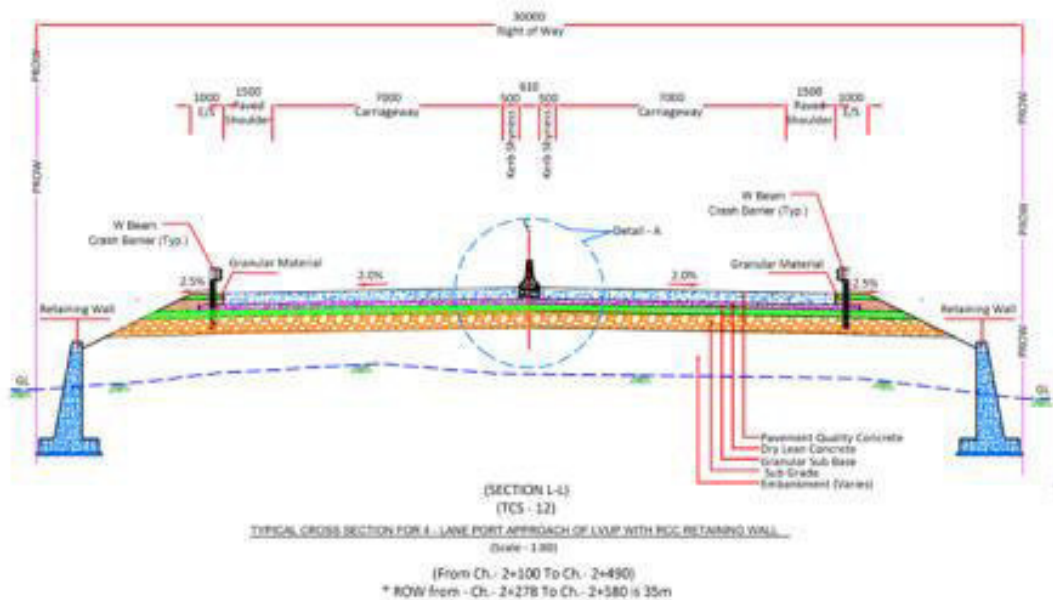 30000
Right of Way
PROW
PROW
PROW
PROW
PROW
PROW
1000
E/S
1500
Paved
Shoulder
7000
Carriageway
610
500
500
Kerb Shyness
Kerb Shyness
7000
Carriageway
1500
Paved
Shoulder
1000
E/S
W Beam
Crash Barrier (Typ.)
W Beam
Crash Barrier (Typ.)
Detail - A
Granular Material
Granular Material
2.5%
2.0%
2.0%
2.5%
Retaining Wall
Retaining Wall
GL
GL
Pavement Quality Concrete
Dry Lean Concrete
Granular Sub Base
Sub Grade
Embankment (Varies)
(SECTION L-L)
(TCS - 12)
TYPICAL CROSS SECTION FOR 4 - LANE PORT APPROACH OF LVUP WITH RCC RETAINING WALL
(From Ch.- 2+100 To Ch.- 2+490)
* ROW from - Ch.- 2+278 To Ch.- 2+580 is 35m